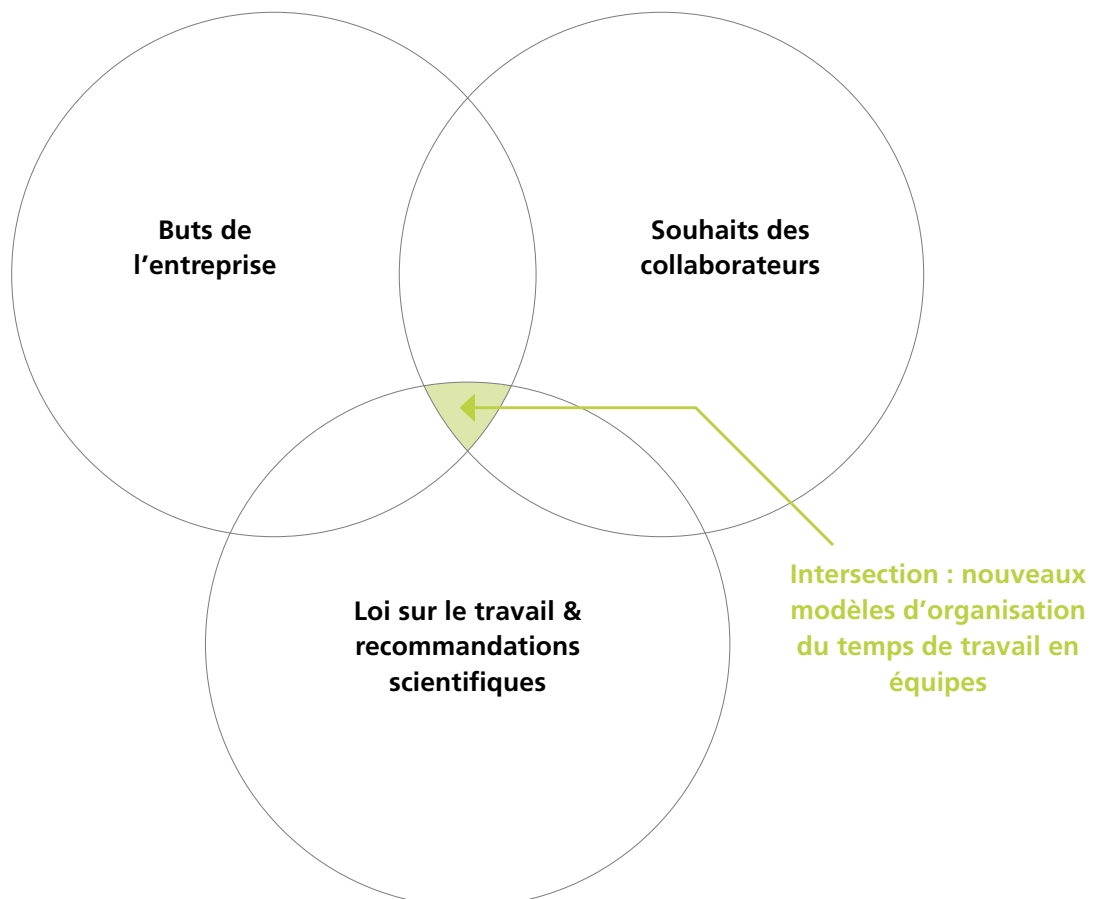 Buts de
l’entreprise
Souhaits des
collaborateurs
Loi sur le travail &
recommandations
scientifiques
Intersection : nouveaux
modèles d’organisation
du temps de travail en
équipes